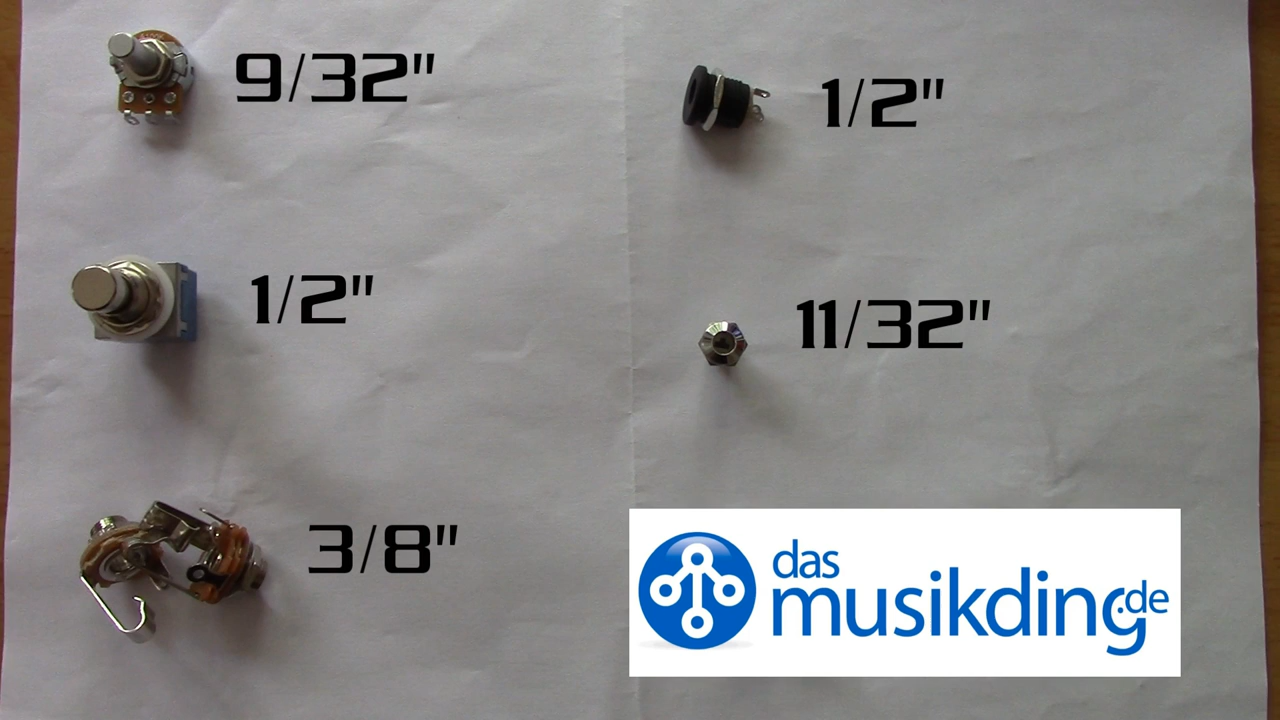 9/32"
1/2"
1/2"
11/32"
3/8"
das
musikding.de